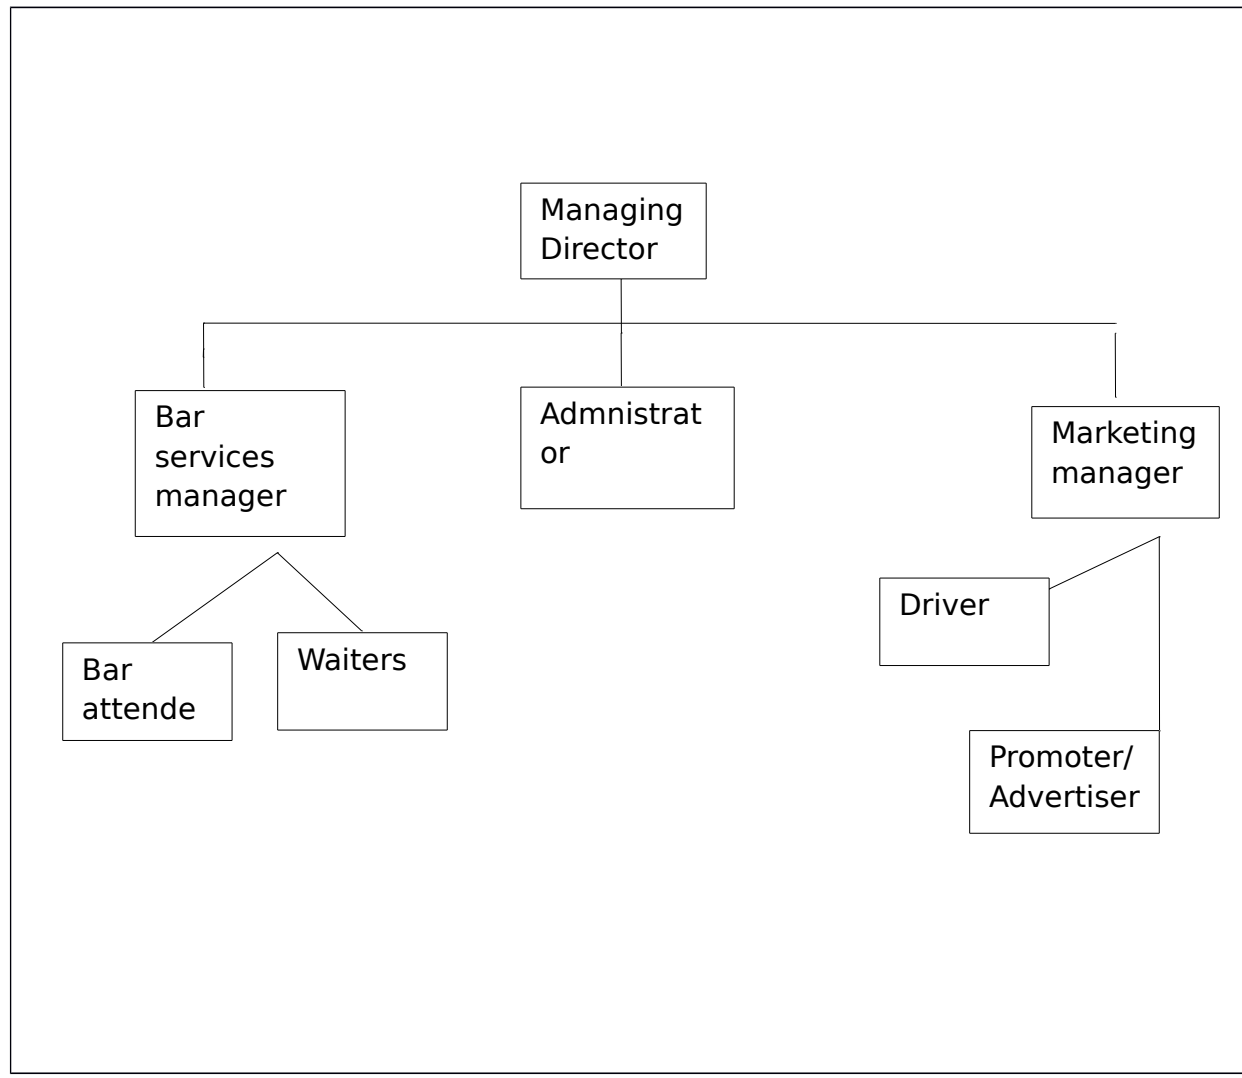 Managing
Director
Bar
services
manager
Admnistrat
or
Marketing
manager
Driver
Bar
attende
Waiters
Promoter/
Advertiser